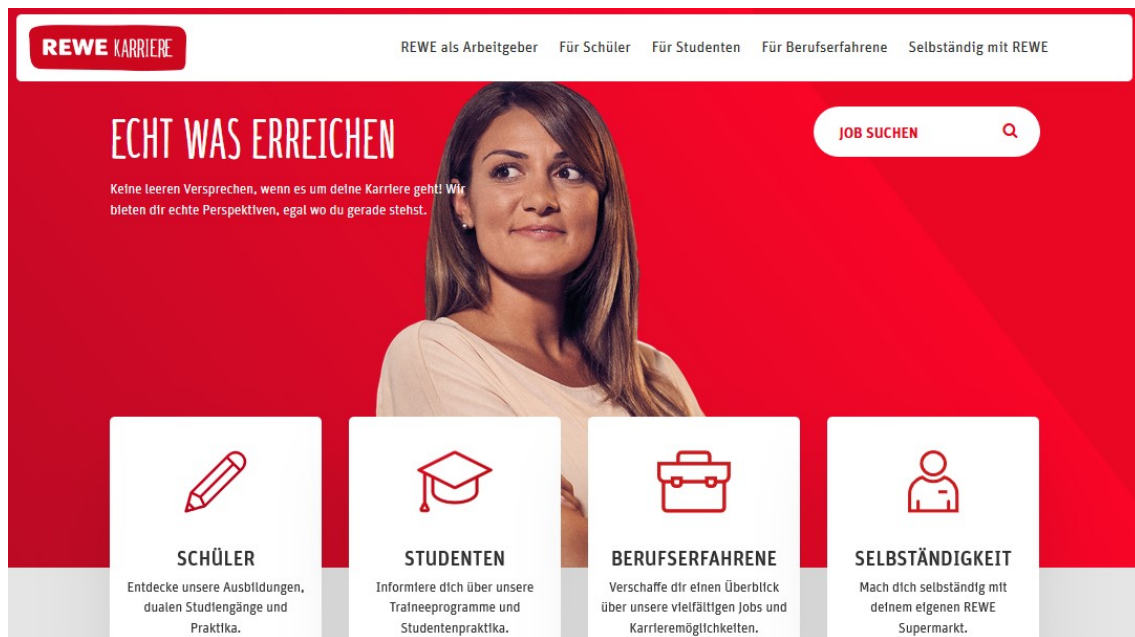 REWE KARRIERE
REWE als Arbeitgeber Für Schüler Für Studenten Für Berufserfahrene Selbständig mit REWE
ECHT WAS ERREICHEN
JOB SUCHEN
Keine leeren Versprechen, wenn es um deine Karriere geht! Wir
bieten dir echte Perspektiven, egal wo du gerade stehst.
SCHÜLER
Entdecke unsere Ausbildungen,
dualen Studiengänge und
Praktika.
STUDENTEN
Informiere dich über unsere
Traineeprogramme und
Studentenpraktika.
BERUFSERFAHRENE
Verschaffe dir einen Überblick
über unsere vielfältigen Jobs und
Karrieremöglichkeiten.
SELBSTÄNDIGKEIT
Mach dich selbständig mit
deinem eigenen REWE
Supermarkt.